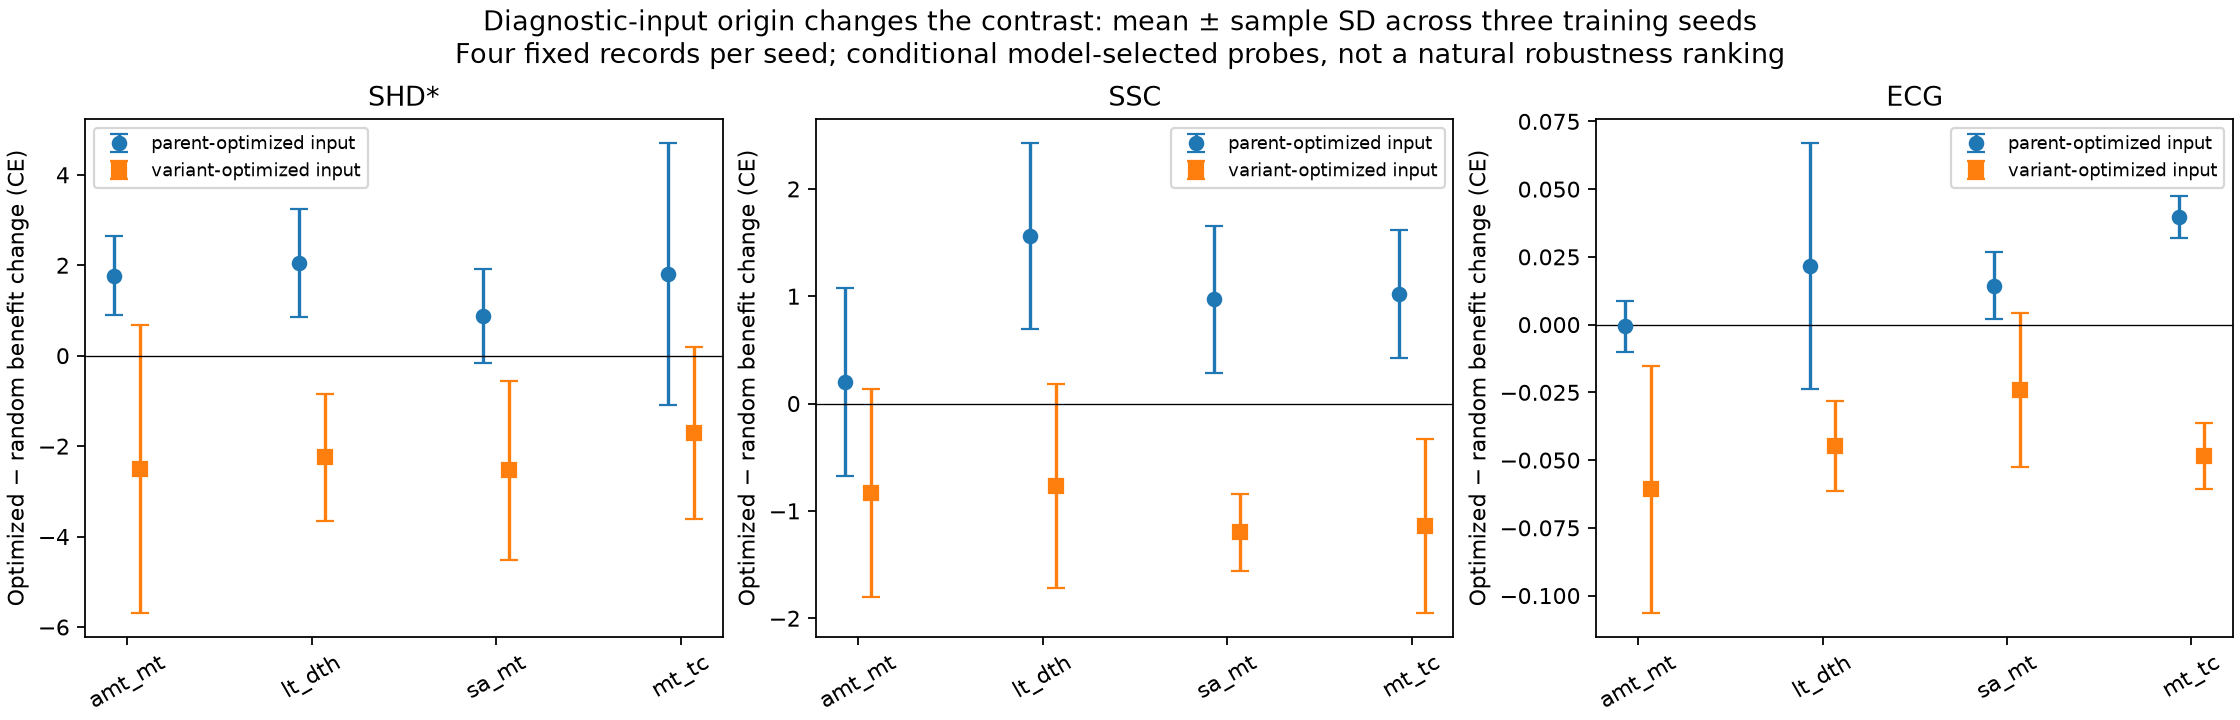 Diagnostic-input origin changes the contrast: mean ± sample SD across three training seeds
Four fixed records per seed; conditional model-selected probes, not a natural robustness ranking
SHD*
Optimized − random benefit change (CE)
4
2
0
−2
−4
−6
parent-optimized input
variant-optimized input
amt_mt
lt_dth
sa_mt
mt_tc
SSC
Optimized − random benefit change (CE)
2
1
0
−1
−2
parent-optimized input
variant-optimized input
amt_mt
lt_dth
sa_mt
mt_tc
ECG
Optimized − random benefit change (CE)
0.075
0.050
0.025
0.000
−0.025
−0.050
−0.075
−0.100
parent-optimized input
variant-optimized input
amt_mt
lt_dth
sa_mt
mt_tc